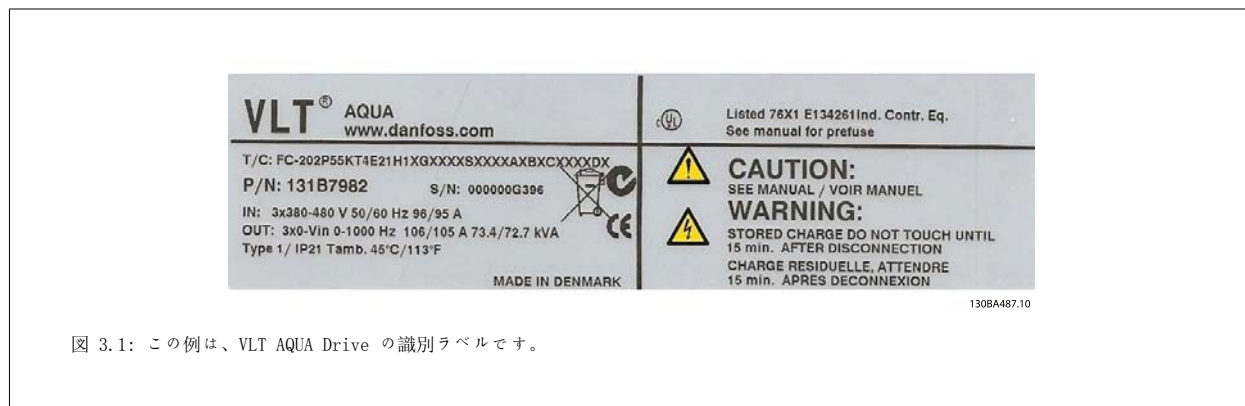 VLT® AQUA
www.danfoss.com
T/C: FC-202P55KT4E21H1XGXXXXSXXXXAXBXCXXXXDX
P/N: 131B7982 S/N: 000000G396
IN: 3x380-480 V 50/60 Hz 96/95 A
OUT: 3x0-Vin 0-1000 Hz 106/105 A 73.4/72.7 kVA
Type 1/ IP21 Tamb. 45°C/113°F
MADE IN DENMARK
CE
c UL
Listed 76X1 E134261Ind. Contr. Eq.
See manual for prefuse
CAUTION:
SEE MANUAL / VOIR MANUEL
WARNING:
STORED CHARGE DO NOT TOUCH UNTIL
15 min. AFTER DISCONNECTION
CHARGE RESIDUELLE, ATTENDRE
15 min. APRES DECONNEXION
130BA487.10
図 3.1: この例は、VLT AQUA Drive の識別ラベルです。